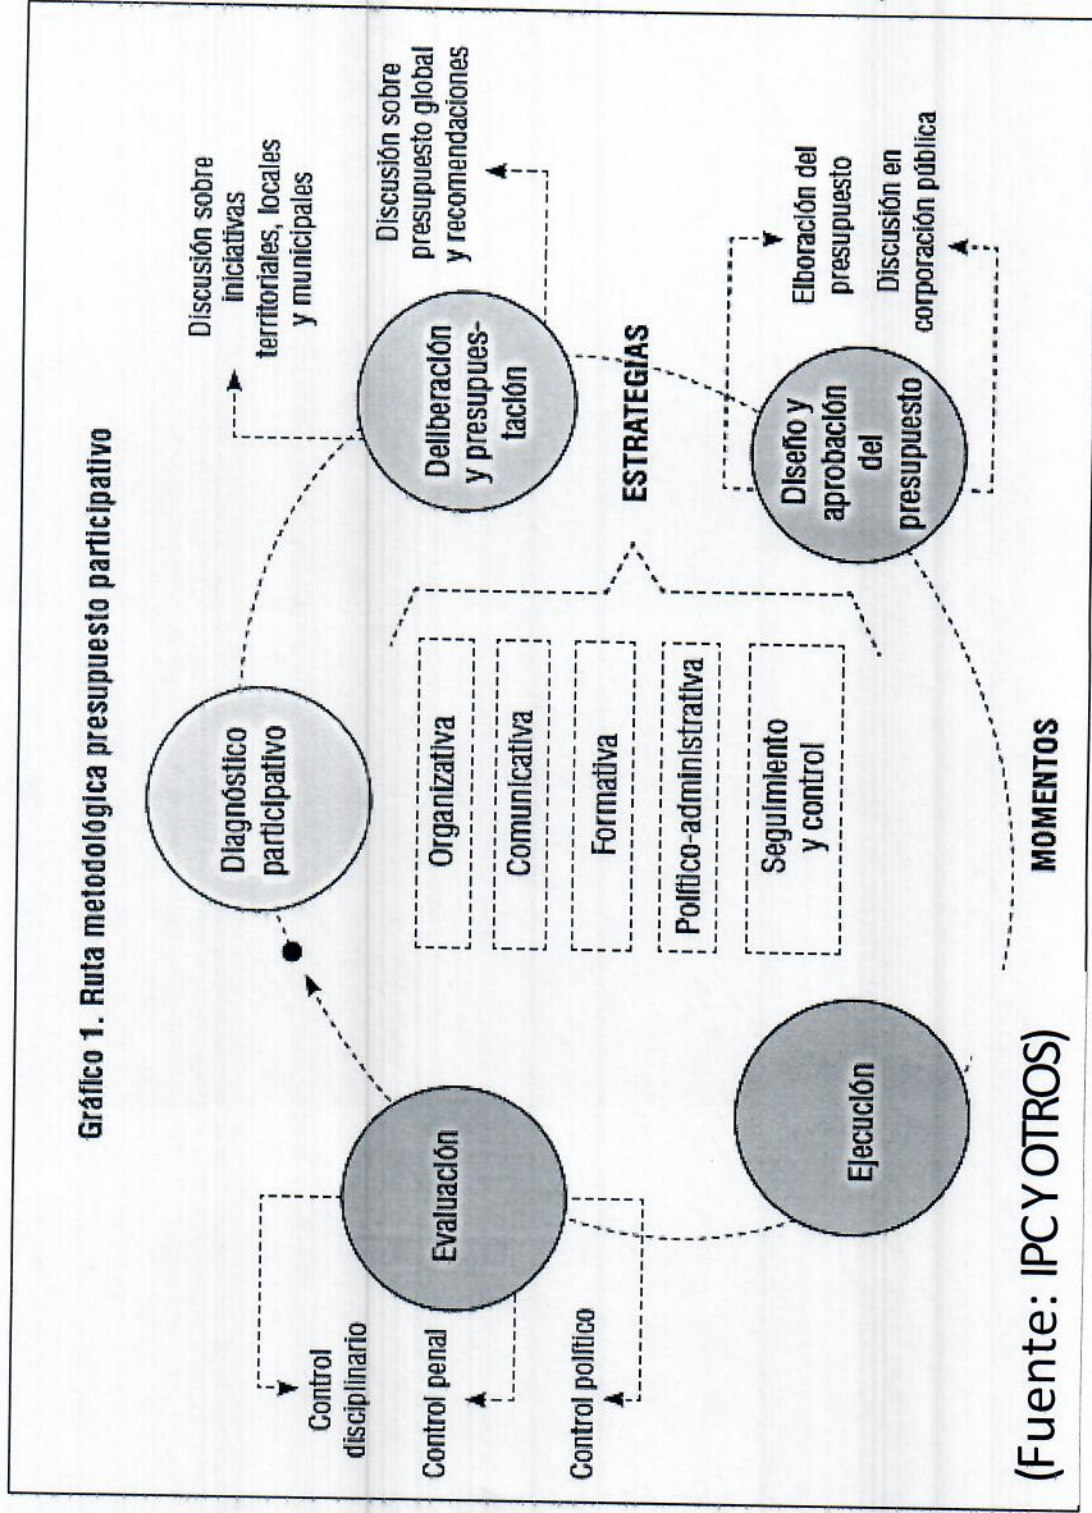 Gráfico 1. Ruta metodológica presupuesto participativo
Diagnóstico
participativo
Discusión sobre
iniciativas
territoriales, locales
y municipales
Deliberación
y presupues-
tación
Discusión sobre
presupuesto global
y recomendaciones
ESTRATEGIAS
Organizativa
Comunicativa
Formativa
Político-administrativa
Seguimiento
y control
Diseño y
aprobación
del
presupuesto
Elboración del
presupuesto
Discusión en
corporación pública
MOMENTOS
Ejecución
Evaluación
Control
disciplinario
Control penal
Control político
(Fuente: IPC Y OTROS)